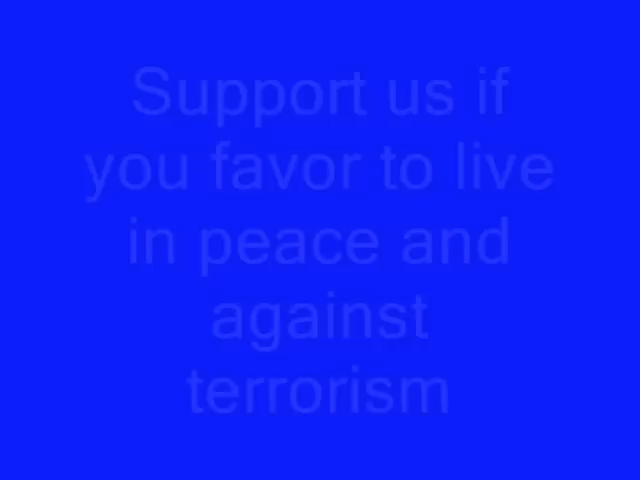 Support us if
you favor to live
in peace and
against
terrorism